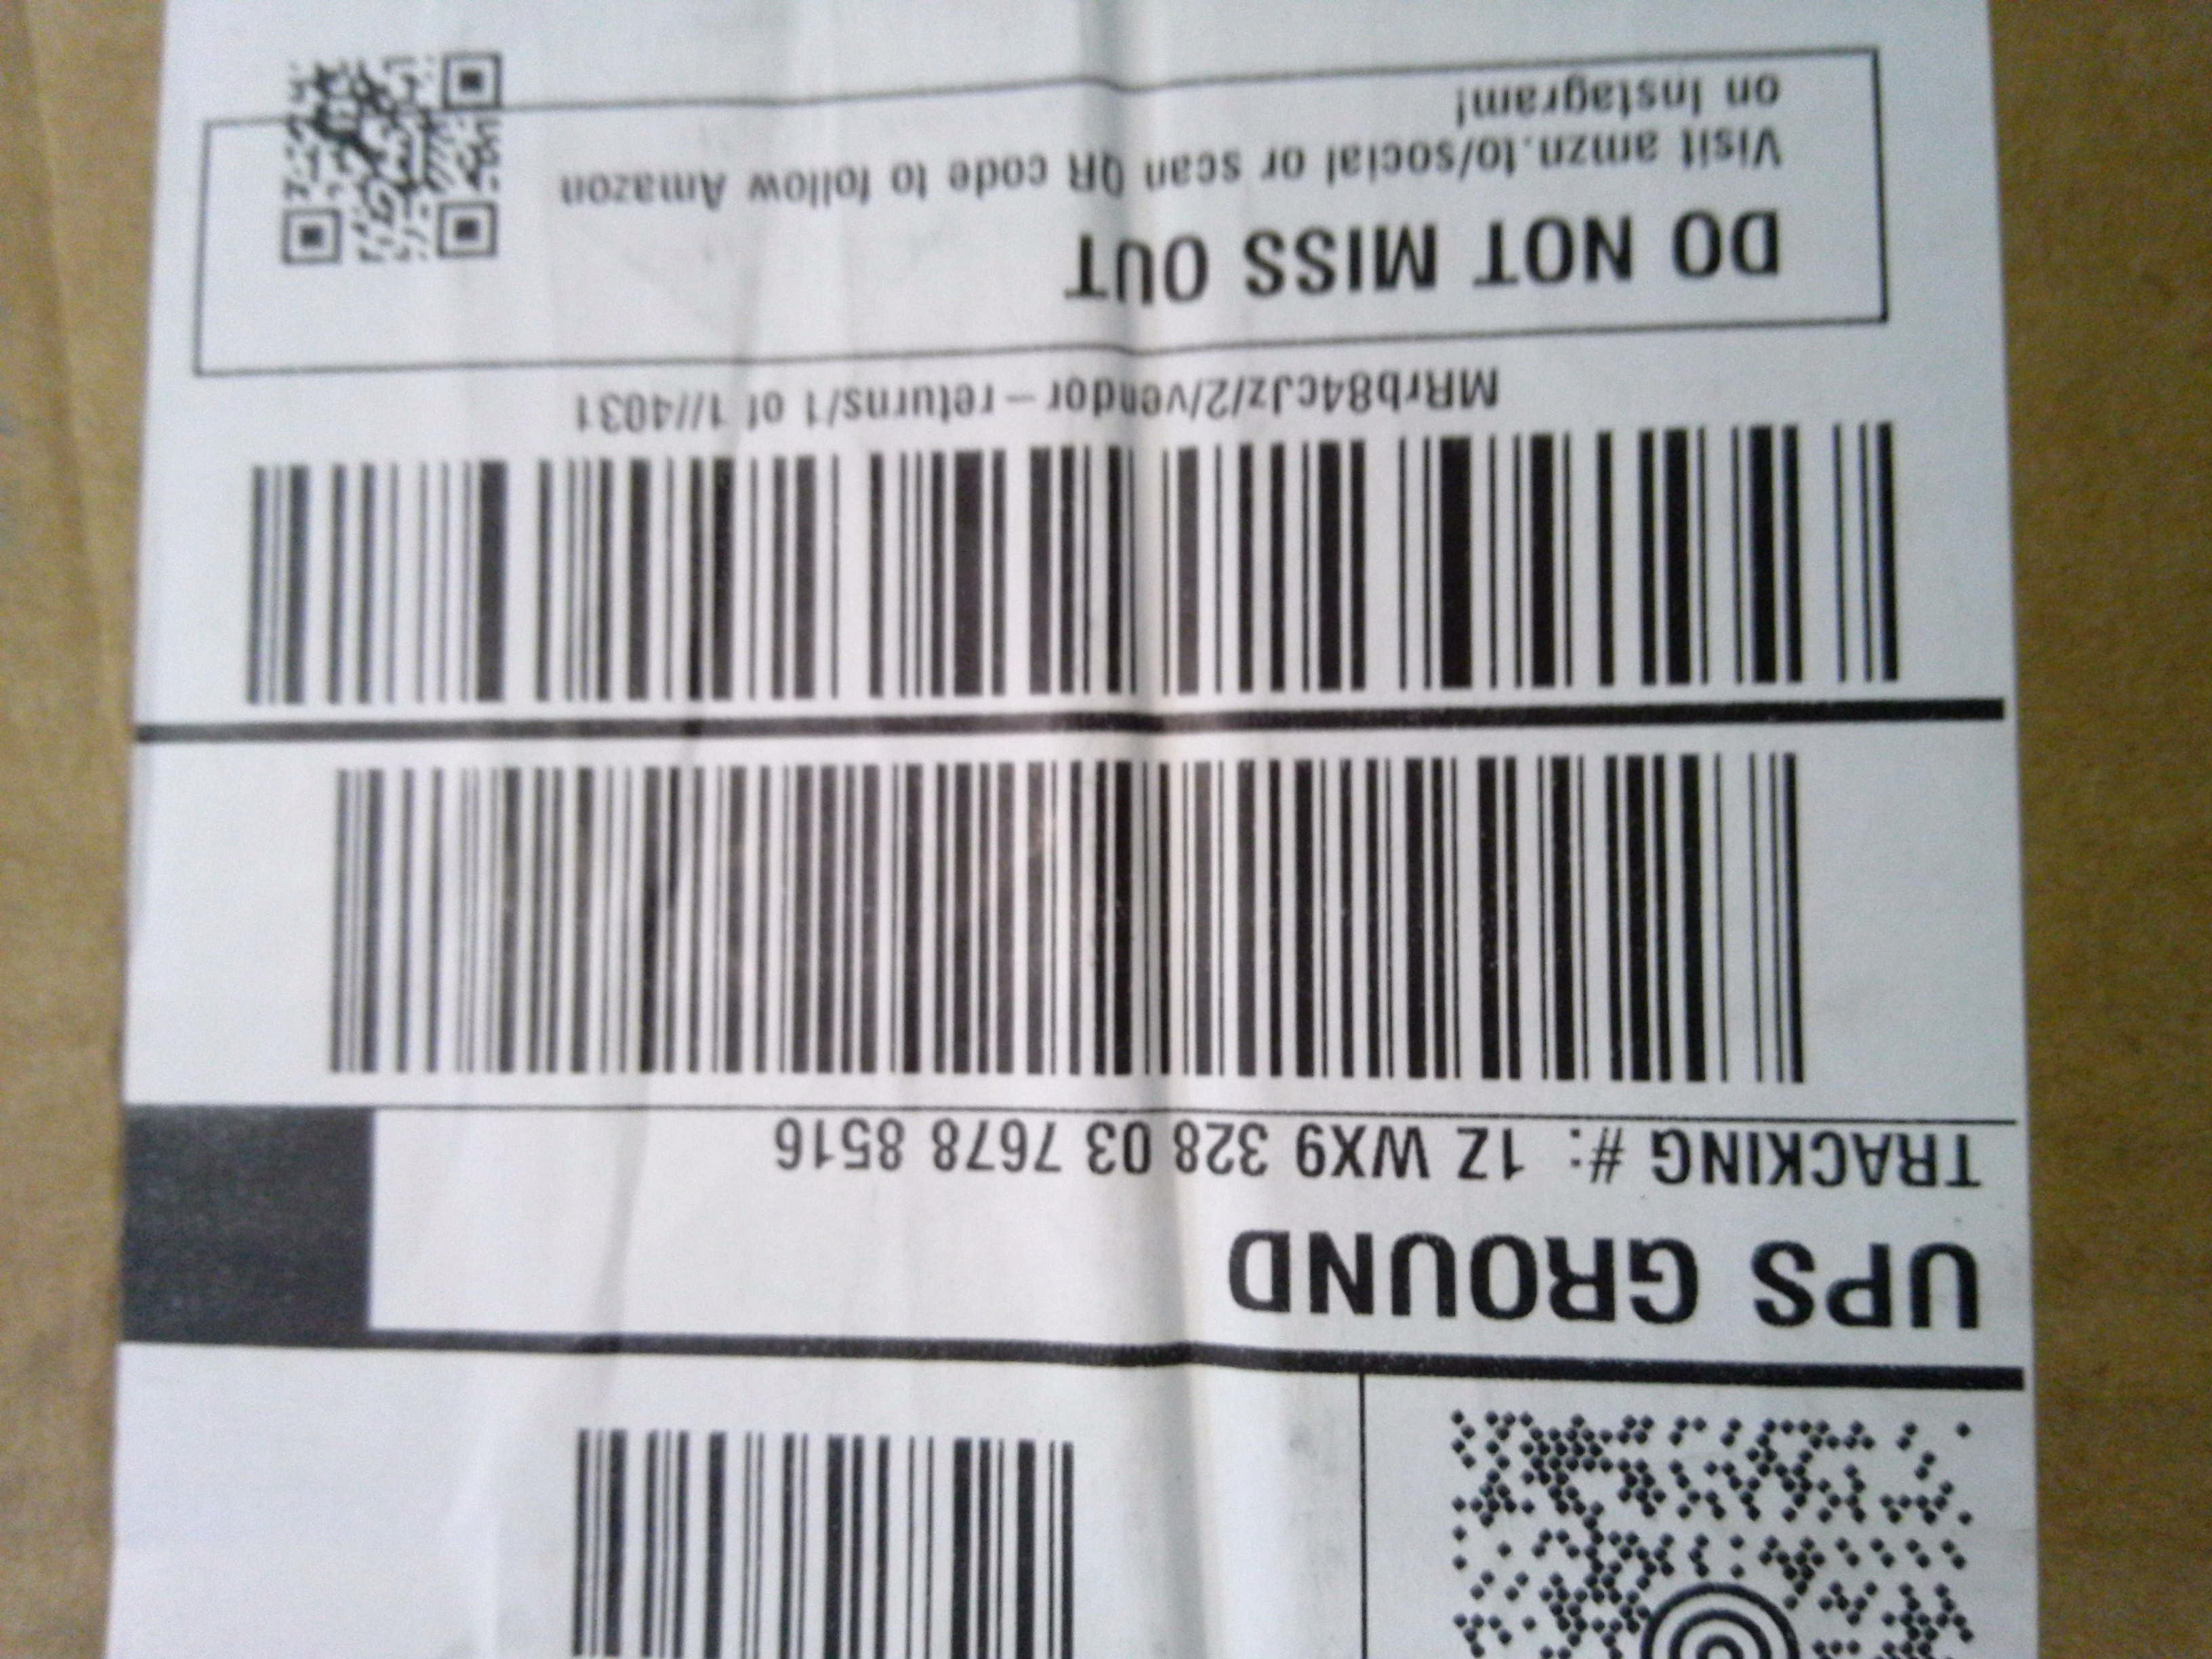 UPS GROUND
TRACKING #: 1Z WX9 328 03 7678 8516
MRrb84cJz/2/vendor-returns/1 of 1//4031
DO NOT MISS OUT
Visit amzn.to/social or scan QR code to follow Amazon
on Instagram!